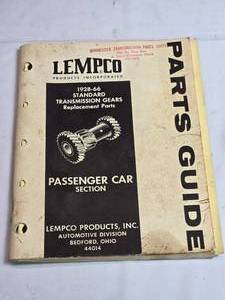 LEMPCO
PRODUCTS INCORPORATED
1928-66
STANDARD
TRANSMISSION GEARS
Replacement Parts
PASSENGER CAR
SECTION
LEMPCO PRODUCTS, INC.
AUTOMOTIVE DIVISION
BEDFORD, OHIO
44014
PARTS GUIDE